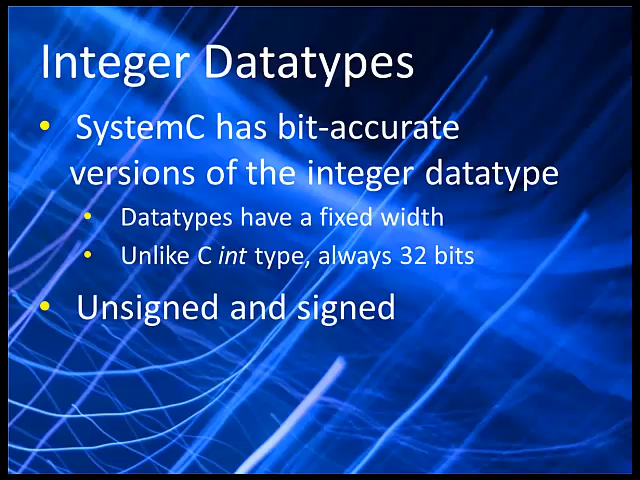 Integer Datatypes
• SystemC has bit-accurate
versions of the integer datatype
• Datatypes have a fixed width
• Unlike C int type, always 32 bits
• Unsigned and signed